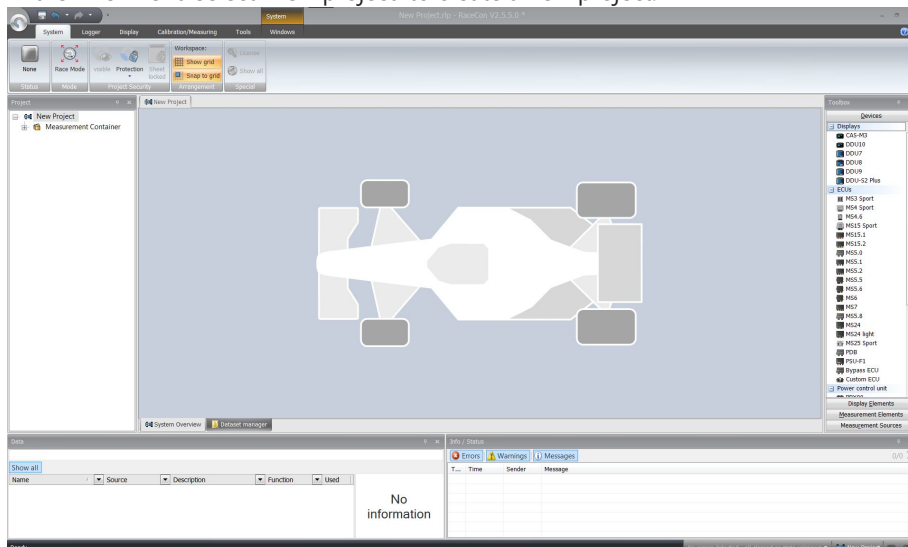 New Project.rlp - RaceCon V2.5.5.0 *
System
System Logger Display Calibration/Measuring Tools Windows
None
Race Mode
visible
Protection
Sheet locked
Workspace:
Show grid
Snap to grid
License
Show all
Status Mode Project Security Arrangement Special
Project
New Project
Measurement Container
New Project
System Overview Dataset manager
Toolbox
Devices
Displays
CAS-M3
DDU10
DDU7
DDU8
DDU9
DDU-S2 Plus
ECUs
MS3 Sport
MS4 Sport
MS4.6
MS15 Sport
MS15.1
MS15.2
MS5.0
MS5.1
MS5.2
MS5.5
MS5.6
MS6
MS7
MS5.8
MS24
MS24 light
MS25 Sport
PDB
PSU-F1
Bypass ECU
Custom ECU
Power control unit
Display Elements
Measurement Elements
Measurement Sources
Data
Show all
Name Source Description Function Used
No
information
Info / Status
Errors Warnings Messages 0/0
T... Time Sender Message